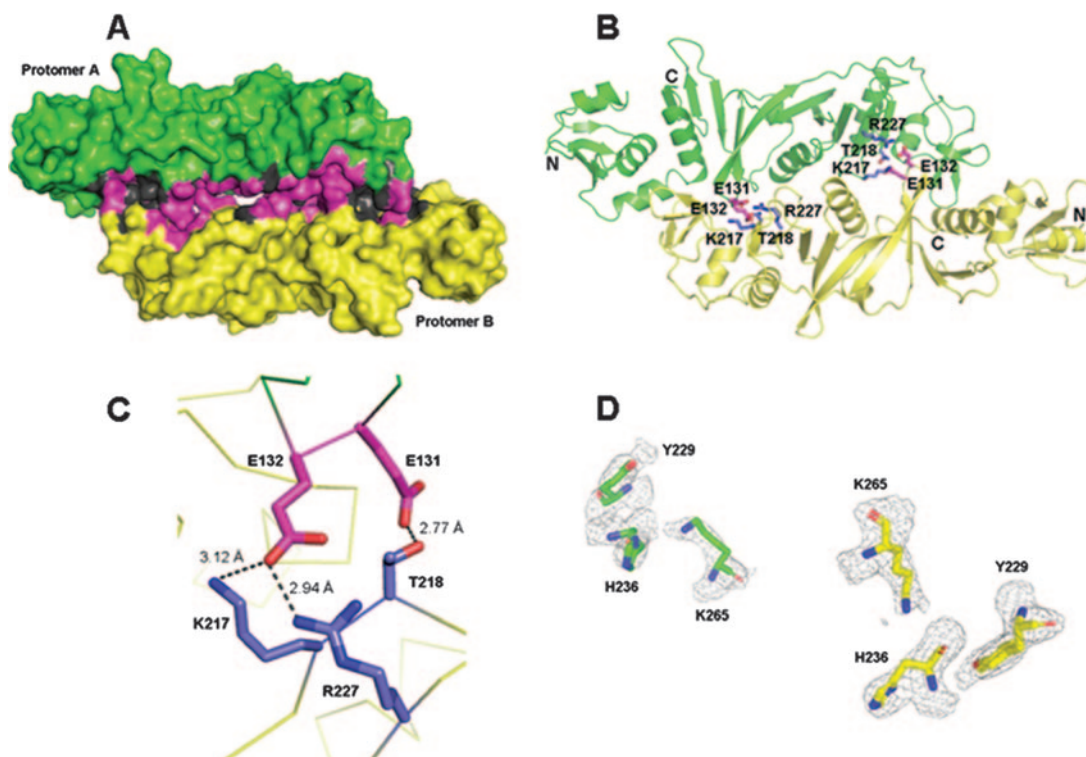 A
Protomer A
Protomer B
B
C
N
R227
T218
K217
E132
E131
E131
E132
R227
K217
T218
C
N
C
E132
E131
2.77 Å
3.12 Å
2.94 Å
T218
K217
R227
D
Y229
H236
K265
K265
Y229
H236